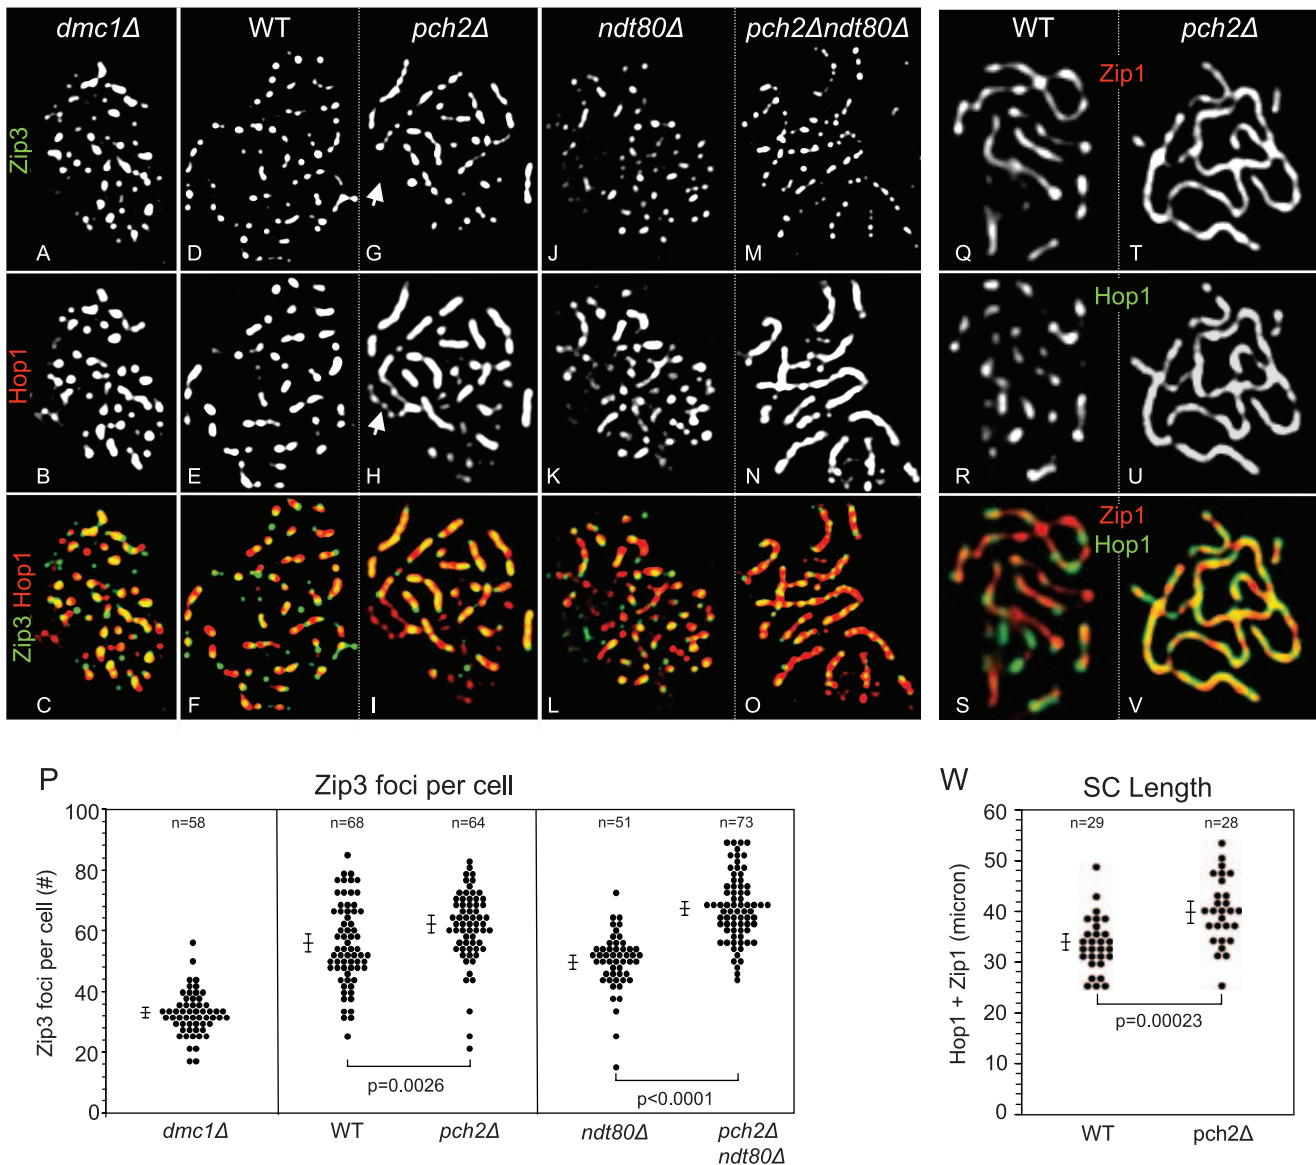 dmc1Δ WT pch2Δ ndt80Δ pch2Δndt80Δ WT pch2Δ
Zip3
Zip1
A D G J M Q T
Hop1
Hop1
B E H K N R U
Zip3 Hop1
Zip1
Hop1
C F I L O S V
P
Zip3 foci per cell
Zip3 foci per cell (#)
100
80
60
40
20
0
n=58 n=68 n=64 n=51 n=73
p=0.0026
p<0.0001
dmc1Δ WT pch2Δ ndt80Δ pch2Δ
ndt80Δ
W
SC Length
Hop1 + Zip1 (micron)
60
50
40
30
20
10
0
n=29 n=28
p=0.00023
WT pch2Δ